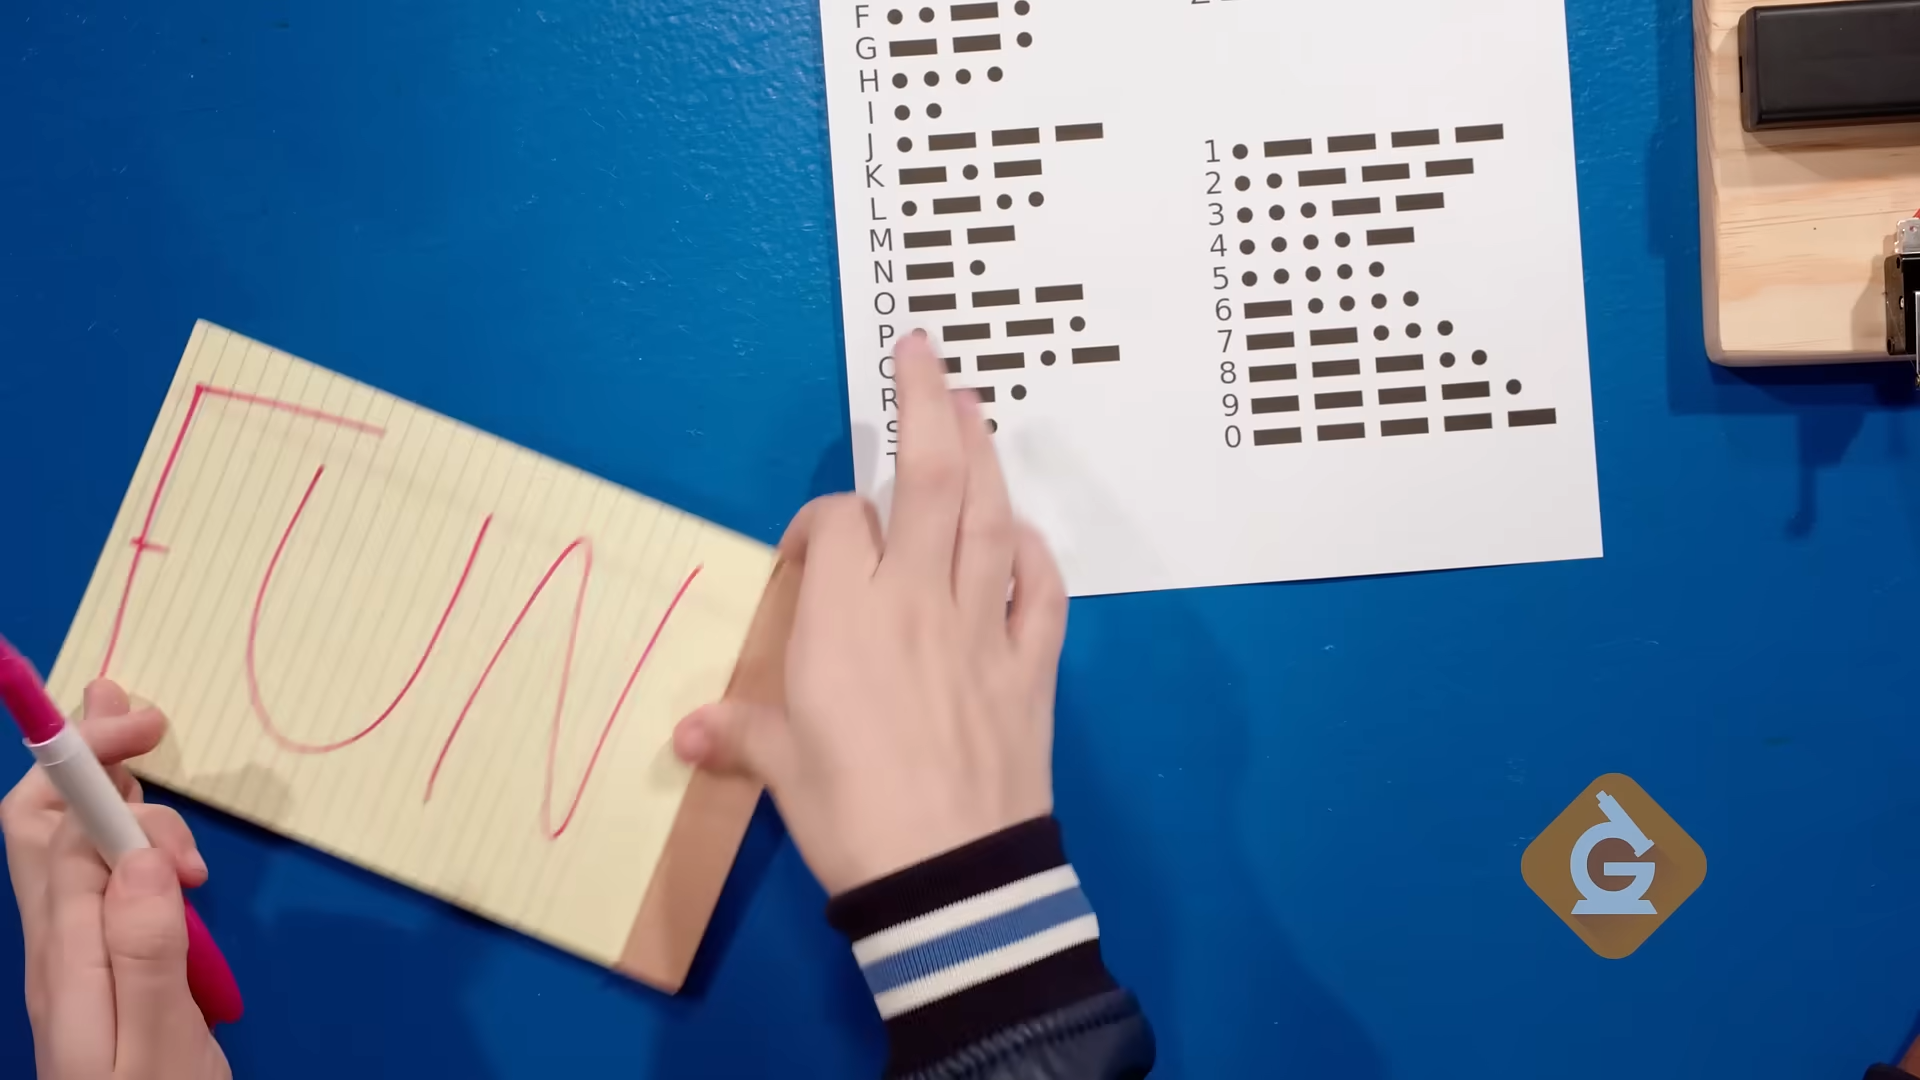 F ● ● ▬ ●
G ▬ ▬ ●
H ● ● ● ●
I ● ●
J ● ▬ ▬ ▬
K ▬ ● ▬
L ● ▬ ● ●
M ▬ ▬
N ▬ ●
O ▬ ▬ ▬
P ● ▬ ▬ ●
Q ▬ ▬ ● ▬
R ▬ ●
S ●
1 ● ▬ ▬ ▬ ▬
2 ● ● ▬ ▬ ▬
3 ● ● ● ▬ ▬
4 ● ● ● ● ▬
5 ● ● ● ● ●
6 ▬ ● ● ● ●
7 ▬ ▬ ● ● ●
8 ▬ ▬ ▬ ● ●
9 ▬ ▬ ▬ ▬ ●
0 ▬ ▬ ▬ ▬ ▬
FUN
G